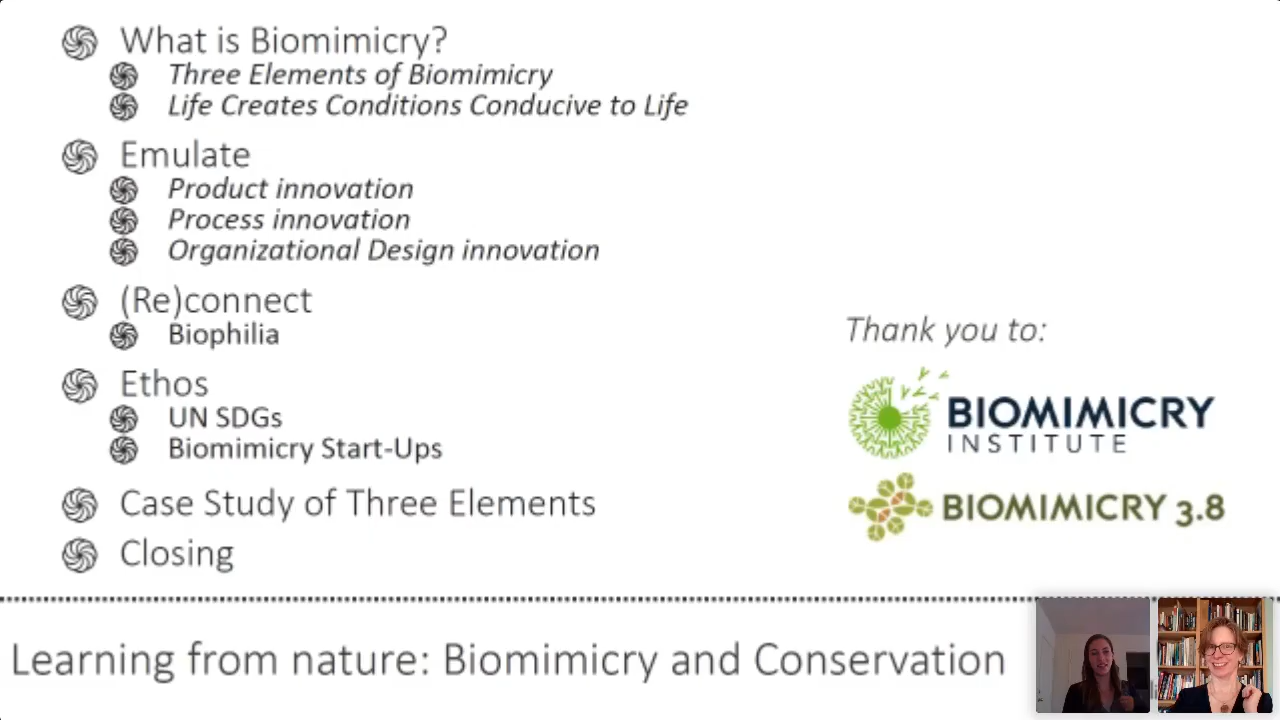 What is Biomimicry?
Three Elements of Biomimicry
Life Creates Conditions Conducive to Life
Emulate
Product innovation
Process innovation
Organizational Design innovation
(Re)connect
Biophilia
Ethos
UN SDGs
Biomimicry Start-Ups
Case Study of Three Elements
Closing
Thank you to:
BIOMIMICRY
INSTITUTE
BIOMIMICRY 3.8
Learning from nature: Biomimicry and Conservation